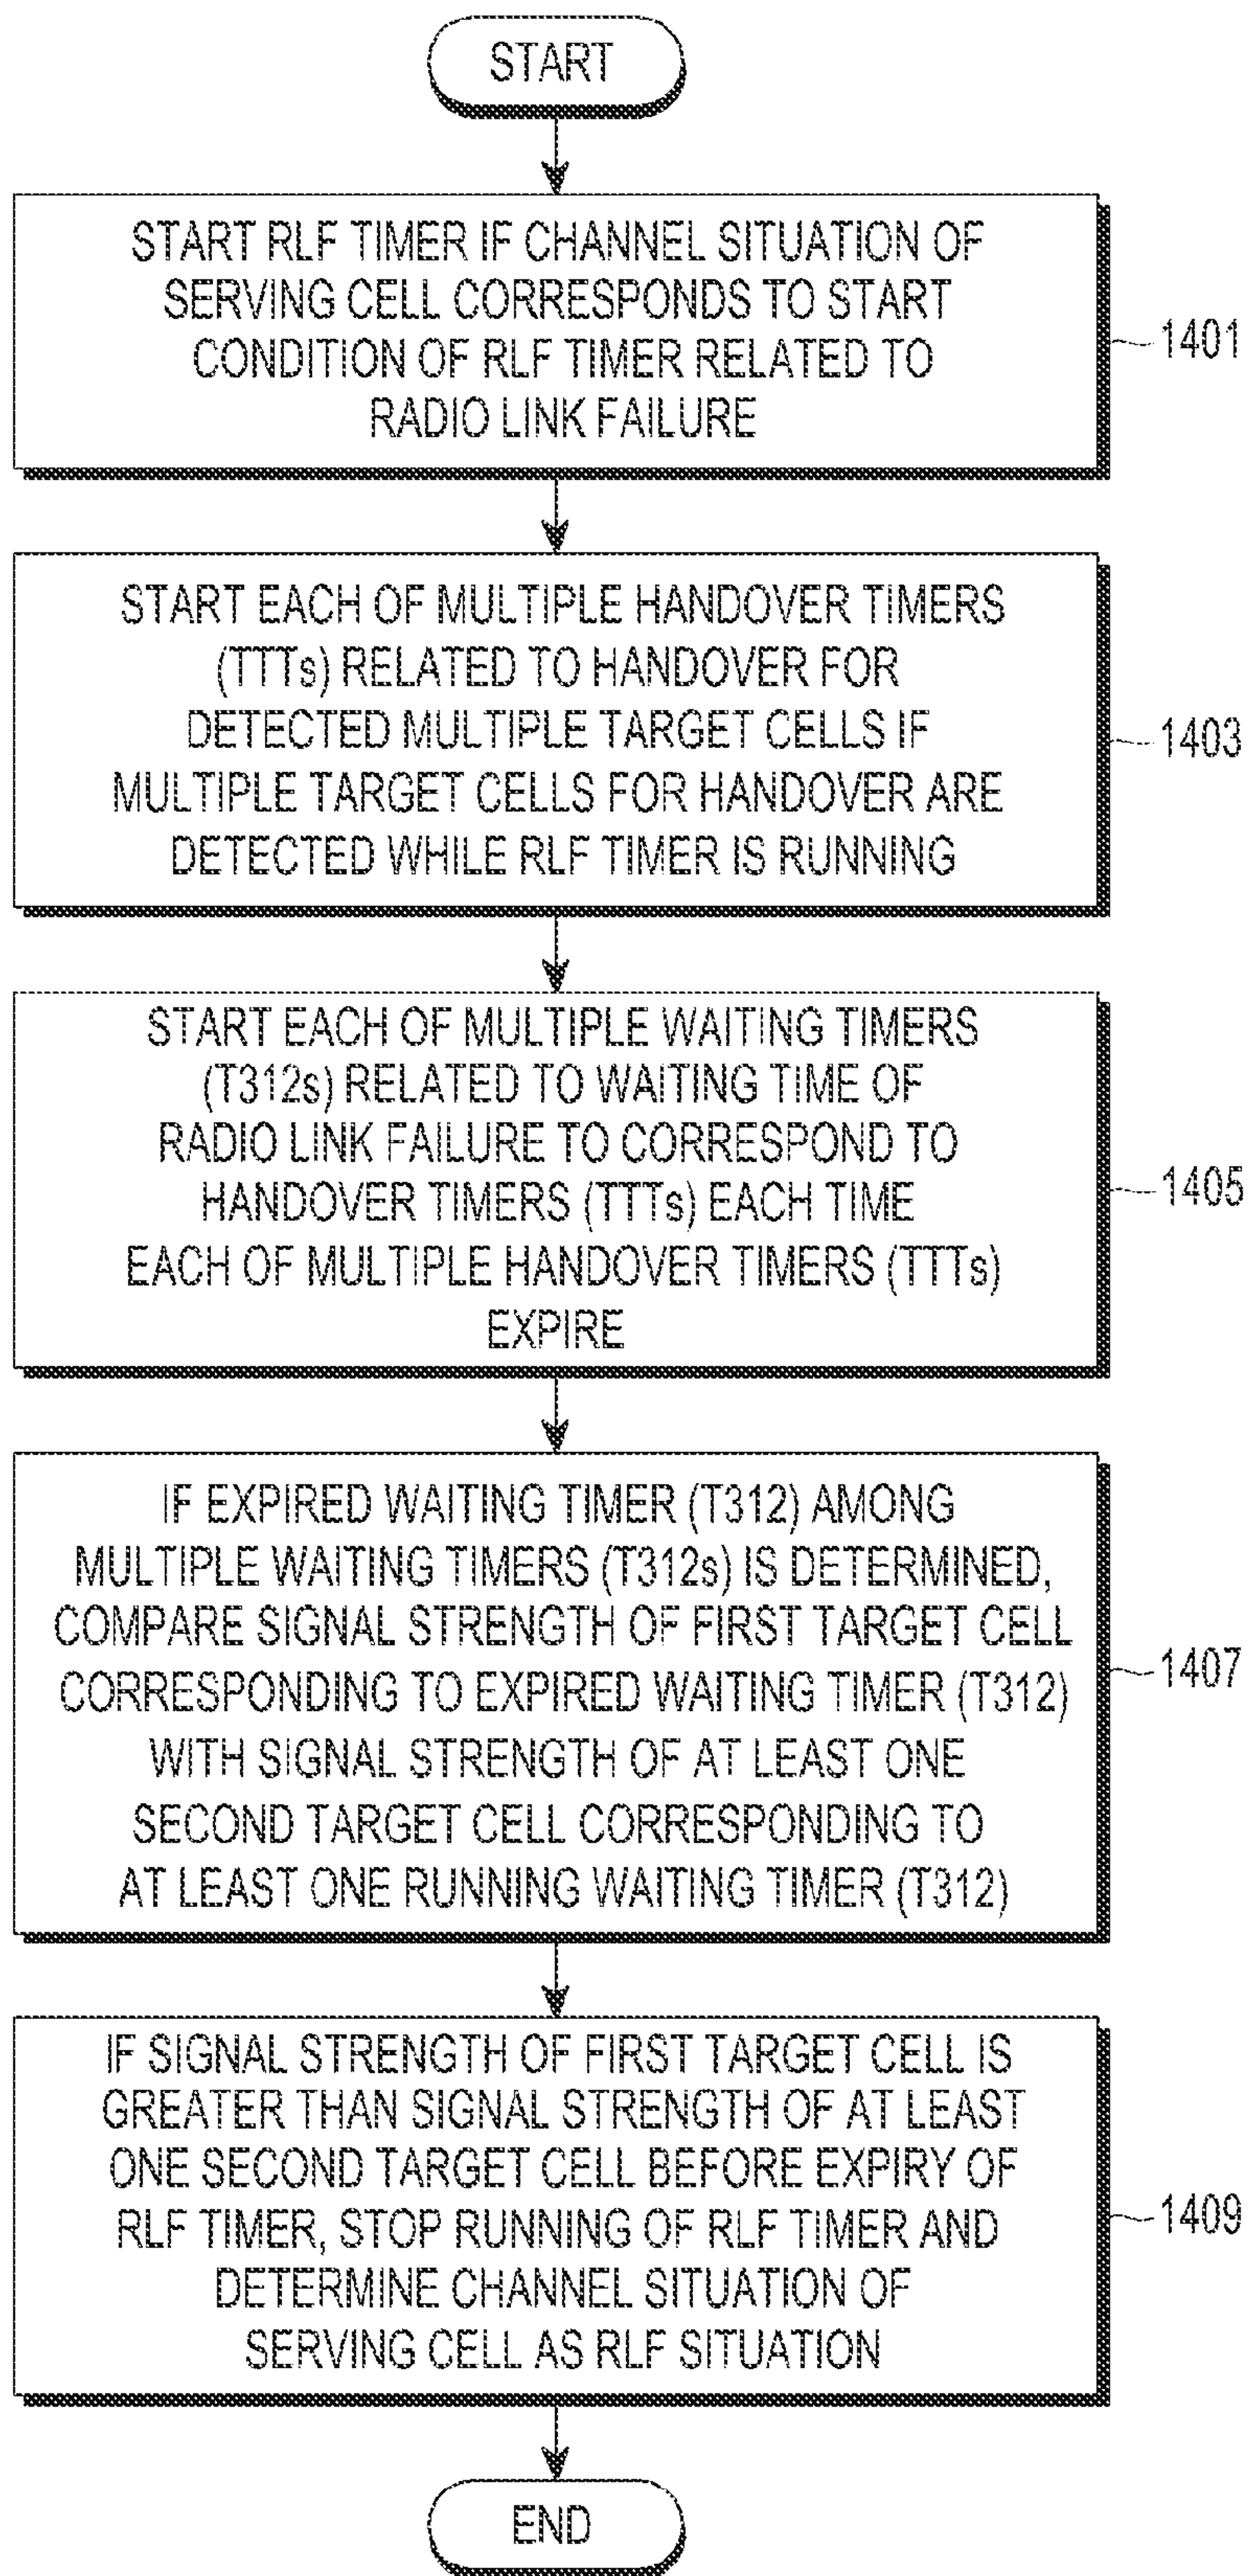 START
START RLF TIMER IF CHANNEL SITUATION OF
SERVING CELL CORRESPONDS TO START
CONDITION OF RLF TIMER RELATED TO
RADIO LINK FAILURE
1401
START EACH OF MULTIPLE HANDOVER TIMERS
(TTTs) RELATED TO HANDOVER FOR
DETECTED MULTIPLE TARGET CELLS IF
MULTIPLE TARGET CELLS FOR HANDOVER ARE
DETECTED WHILE RLF TIMER IS RUNNING
1403
START EACH OF MULTIPLE WAITING TIMERS
(T312s) RELATED TO WAITING TIME OF
RADIO LINK FAILURE TO CORRESPOND TO
HANDOVER TIMERS (TTTs) EACH TIME
EACH OF MULTIPLE HANDOVER TIMERS (TTTs)
EXPIRE
1405
IF EXPIRED WAITING TIMER (T312) AMONG
MULTIPLE WAITING TIMERS (T312s) IS DETERMINED,
COMPARE SIGNAL STRENGTH OF FIRST TARGET CELL
CORRESPONDING TO EXPIRED WAITING TIMER (T312)
WITH SIGNAL STRENGTH OF AT LEAST ONE
SECOND TARGET CELL CORRESPONDING TO
AT LEAST ONE RUNNING WAITING TIMER (T312)
1407
IF SIGNAL STRENGTH OF FIRST TARGET CELL IS
GREATER THAN SIGNAL STRENGTH OF AT LEAST
ONE SECOND TARGET CELL BEFORE EXPIRY OF
RLF TIMER, STOP RUNNING OF RLF TIMER AND
DETERMINE CHANNEL SITUATION OF
SERVING CELL AS RLF SITUATION
1409
END